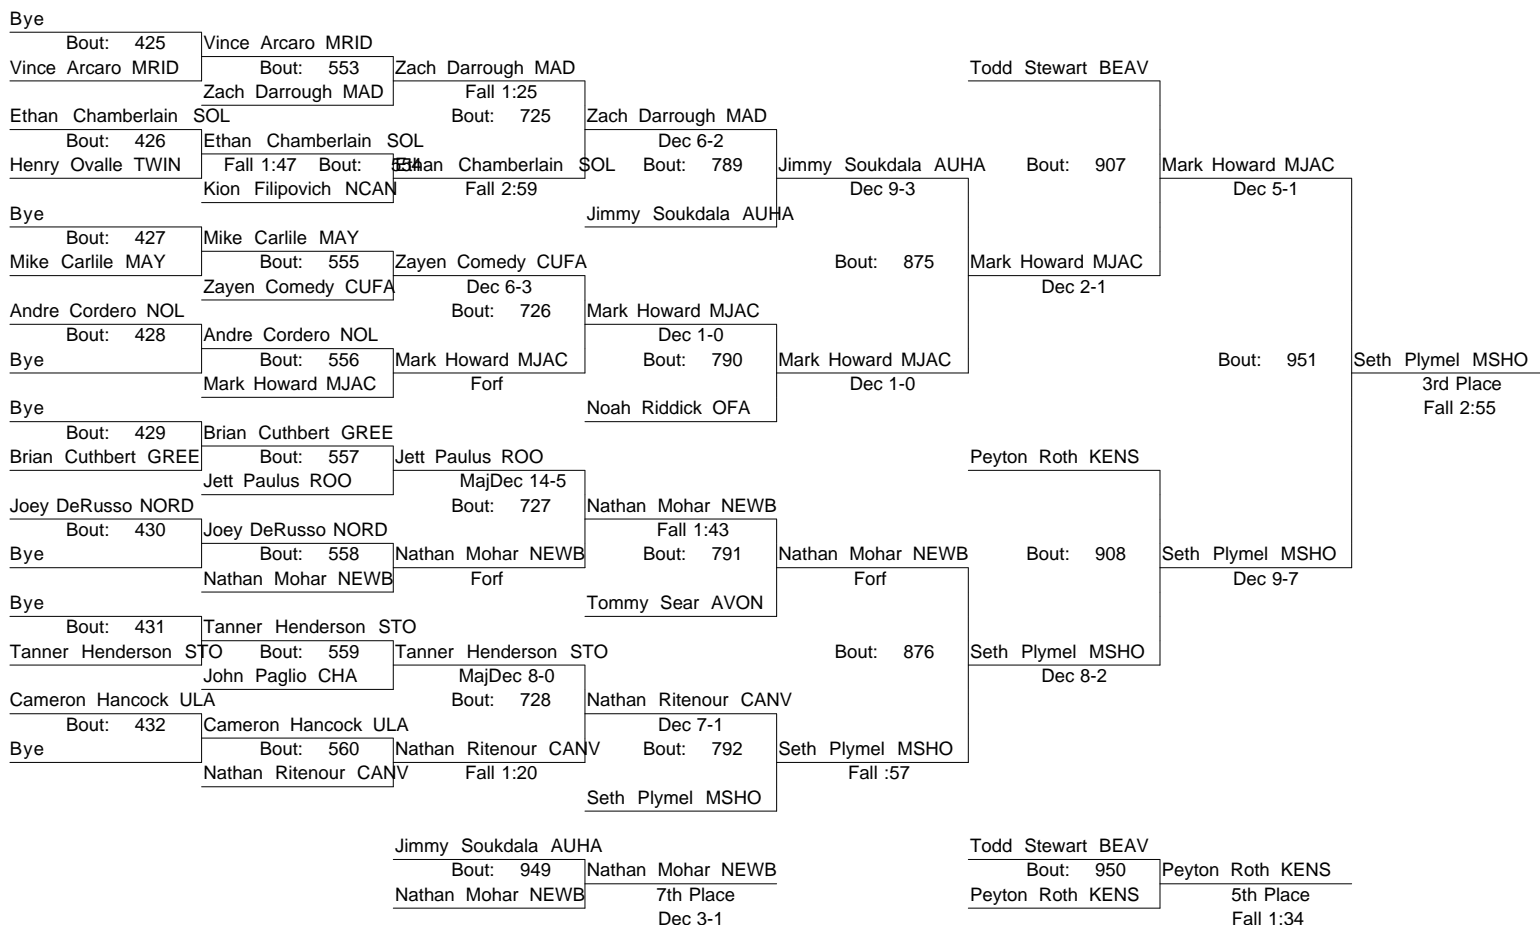 Bye
Bout: 425 Vince Arcaro MRID
Vince Arcaro MRID Bout: 553 Zach Darrough MAD Todd Stewart BEAV
Zach Darrough MAD Fall 1:25
Ethan Chamberlain SOL Bout: 725 Zach Darrough MAD
Bout: 426 Ethan Chamberlain SOL Dec 6-2
Henry Ovalle TWIN Fall 1:47 Bout: 554 Ethan Chamberlain SOL Bout: 789 Jimmy Soukdala AUHA Bout: 907 Mark Howard MJAC
Kion Filipovich NCAN Fall 2:59 Dec 9-3 Dec 5-1
Bye Jimmy Soukdala AUHA
Bout: 427 Mike Carlile MAY
Mike Carlile MAY Bout: 555 Zayen Comedy CUFA Bout: 875 Mark Howard MJAC
Zayen Comedy CUFA Dec 6-3 Dec 2-1
Andre Cordero NOL Bout: 726 Mark Howard MJAC
Bout: 428 Andre Cordero NOL Dec 1-0
Bye Bout: 556 Mark Howard MJAC Bout: 790 Mark Howard MJAC Bout: 951 Seth Plymel MSHO
Mark Howard MJAC Forf Dec 1-0 3rd Place
Bye Noah Riddick OFA Fall 2:55
Bout: 429 Brian Cuthbert GREE
Brian Cuthbert GREE Bout: 557 Jett Paulus ROO Peyton Roth KENS
Jett Paulus ROO MajDec 14-5
Joey DeRusso NORD Bout: 727 Nathan Mohar NEWB
Bout: 430 Joey DeRusso NORD Fall 1:43
Bye Bout: 558 Nathan Mohar NEWB Bout: 791 Nathan Mohar NEWB Bout: 908 Seth Plymel MSHO
Nathan Mohar NEWB Forf Forf Dec 9-7
Bye Tommy Sear AVON
Bout: 431 Tanner Henderson STO
Tanner Henderson STO Bout: 559 Tanner Henderson STO Bout: 876 Seth Plymel MSHO
John Paglio CHA MajDec 8-0 Dec 8-2
Cameron Hancock ULA Bout: 728 Nathan Ritenour CANV
Bout: 432 Cameron Hancock ULA Dec 7-1
Bye Bout: 560 Nathan Ritenour CANV Bout: 792 Seth Plymel MSHO
Nathan Ritenour CANV Fall 1:20 Fall :57
Seth Plymel MSHO
Jimmy Soukdala AUHA Todd Stewart BEAV
Bout: 949 Nathan Mohar NEWB Bout: 950 Peyton Roth KENS
Nathan Mohar NEWB 7th Place Peyton Roth KENS 5th Place
Dec 3-1 Fall 1:34